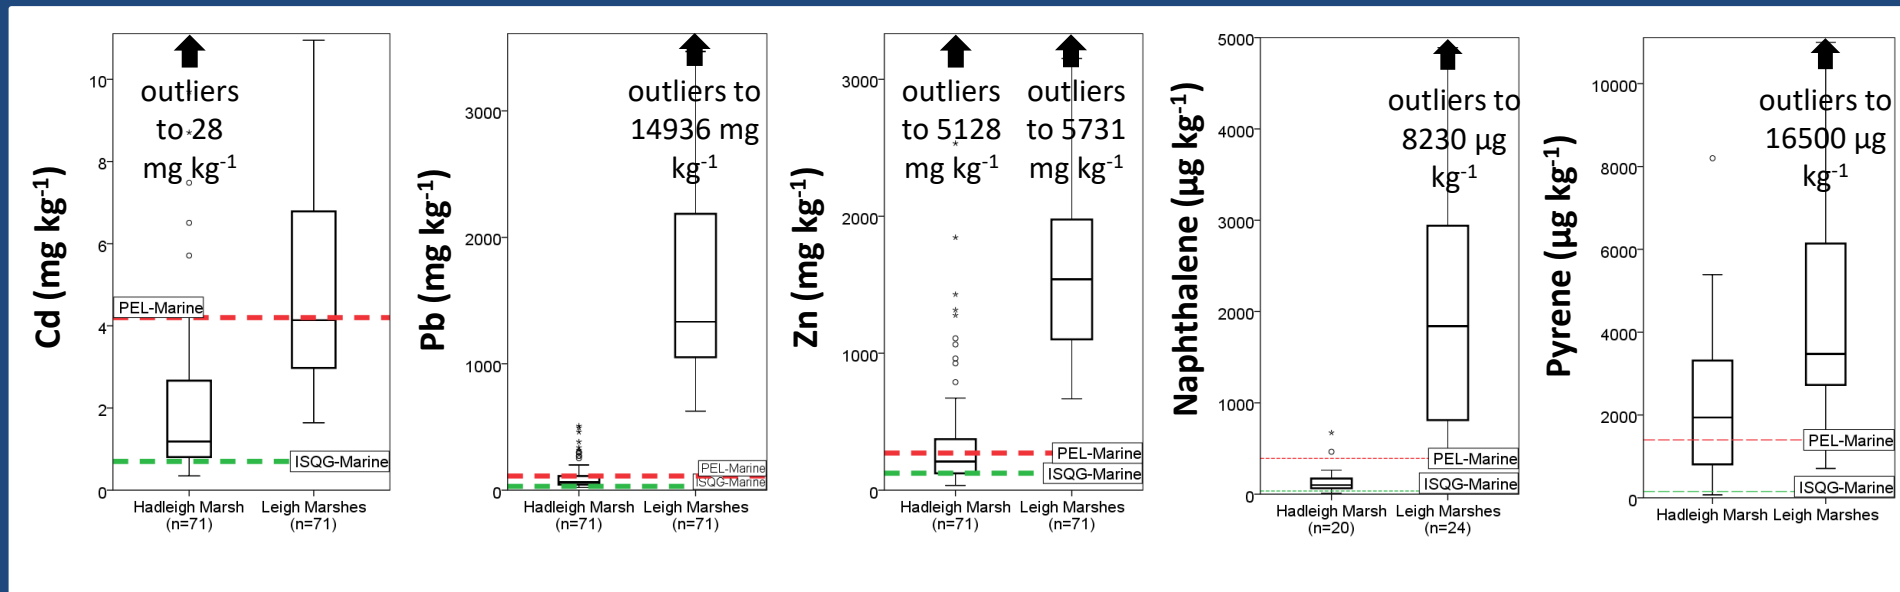 Cd (mg kg-1)
10
8
6
4
2
0
outliers
to 28
mg kg-1
PEL-Marine
ISQG-Marine
Hadleigh Marsh
(n=71)
Leigh Marshes
(n=71)
Pb (mg kg-1)
3000
2000
1000
0
outliers to
14936 mg
kg-1
PEL-Marine
ISQG-Marine
Hadleigh Marsh
(n=71)
Leigh Marshes
(n=71)
Zn (mg kg-1)
3000
2000
1000
0
outliers
to 5128
mg kg-1
outliers
to 5731
mg kg-1
PEL-Marine
ISQG-Marine
Hadleigh Marsh
(n=71)
Leigh Marshes
(n=71)
Naphthalene (µg kg-1)
5000
4000
3000
2000
1000
0
outliers to
8230 µg
kg-1
PEL-Marine
ISQG-Marine
Hadleigh Marsh
(n=20)
Leigh Marshes
(n=24)
Pyrene (µg kg-1)
10000
8000
6000
4000
2000
0
outliers to
16500 µg
kg-1
PEL-Marine
ISQG-Marine
Hadleigh Marsh
Leigh Marshes